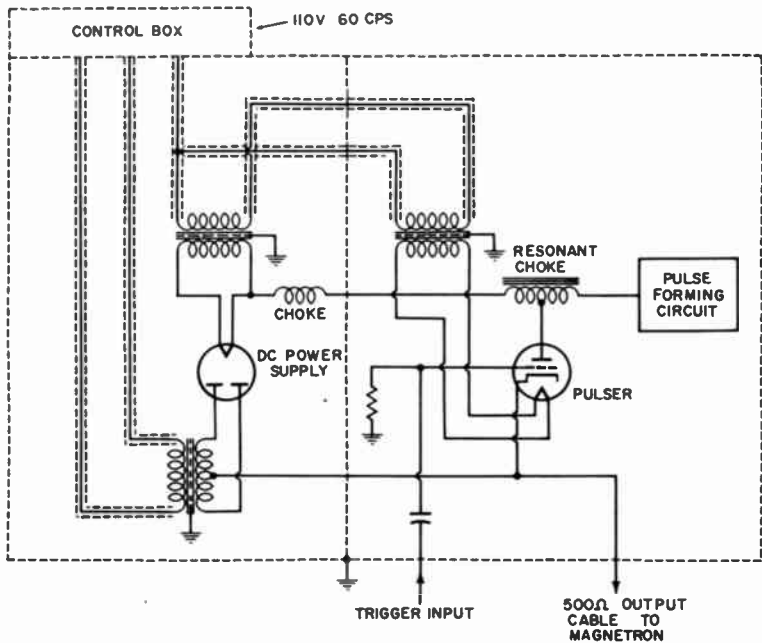 CONTROL BOX
110V 60 CPS
RESONANT
CHOKE
PULSE
FORMING
CIRCUIT
CHOKE
DC POWER
SUPPLY
PULSER
TRIGGER INPUT
500Ω OUTPUT
CABLE TO
MAGNETRON